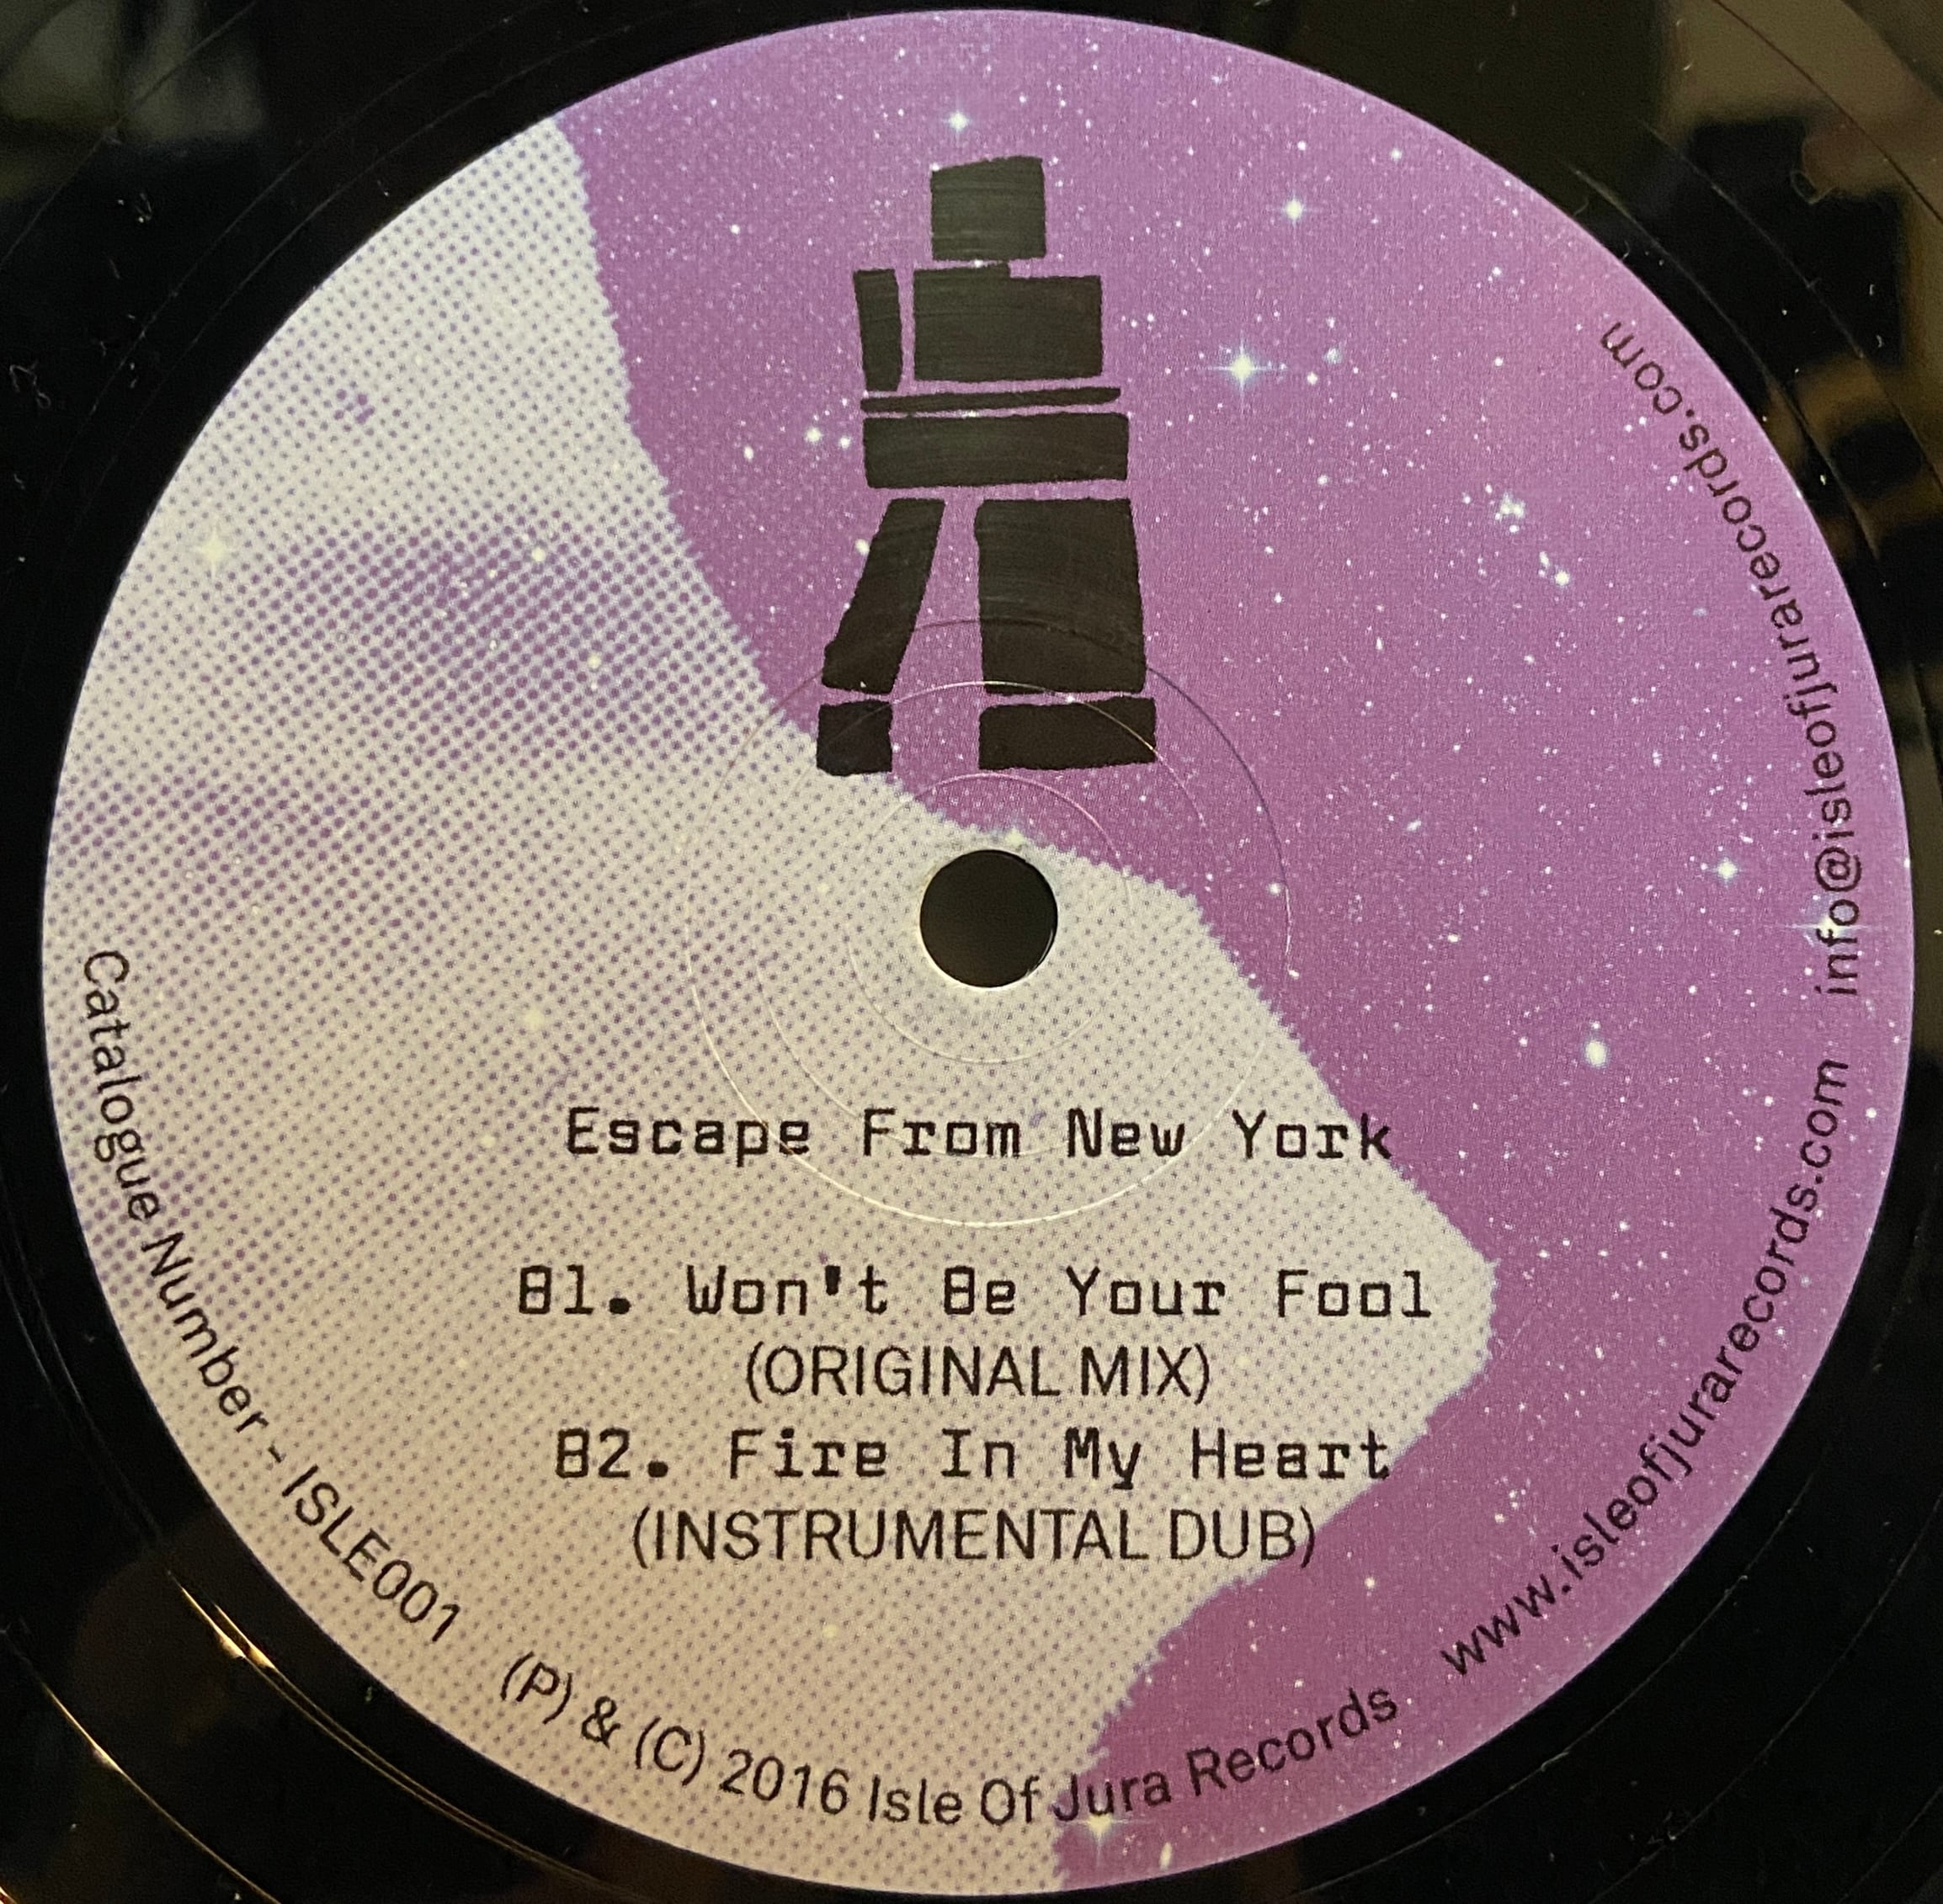 Escape From New York
B1. Won't Be Your Fool
(ORIGINAL MIX)
B2. Fire In My Heart
(INSTRUMENTAL DUB)
Catalogue Number - ISLE001 (P) & (C) 2016 Isle Of Jura Records www.isleofjurarecords.com info@isleofjurarecords.com